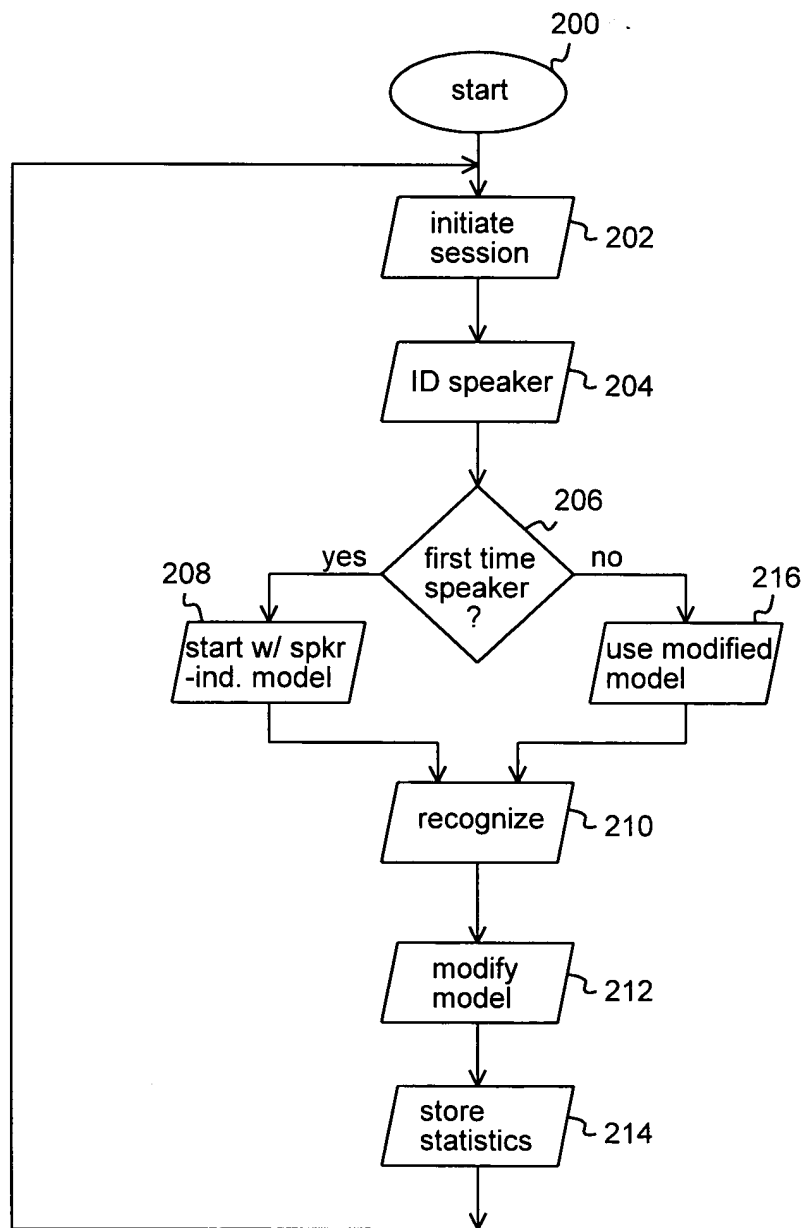 200
start
initiate
session
202
ID speaker
204
206
yes
first time
speaker
?
no
208
start w/ spkr
-ind. model
216
use modified
model
recognize
210
modify
model
212
store
statistics
214